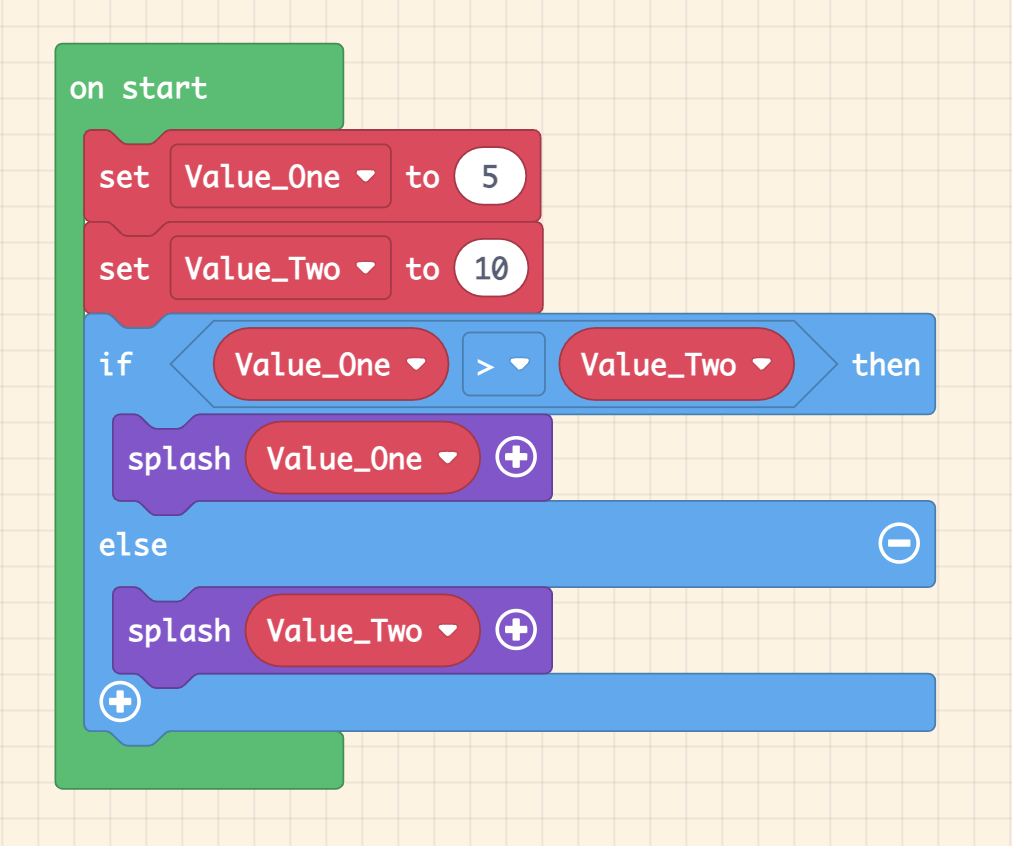 on start
set Value_One to 5
set Value_Two to 10
if Value_One > Value_Two then
splash Value_One
else
splash Value_Two